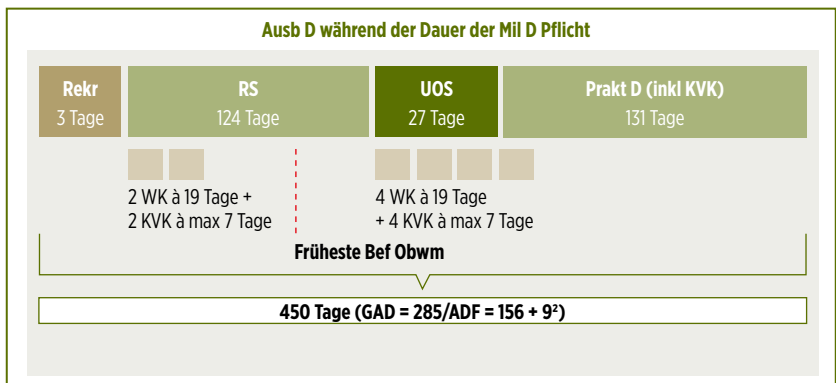 Ausb D während der Dauer der Mil D Pflicht
Rekr
3 Tage
RS
124 Tage
UOS
27 Tage
Prakt D (inkl KVK)
131 Tage
2 WK à 19 Tage +
2 KVK à max 7 Tage
4 WK à 19 Tage
+ 4 KVK à max 7 Tage
Früheste Bef Obwm
450 Tage (GAD = 285/ADF = 156 + 9²)